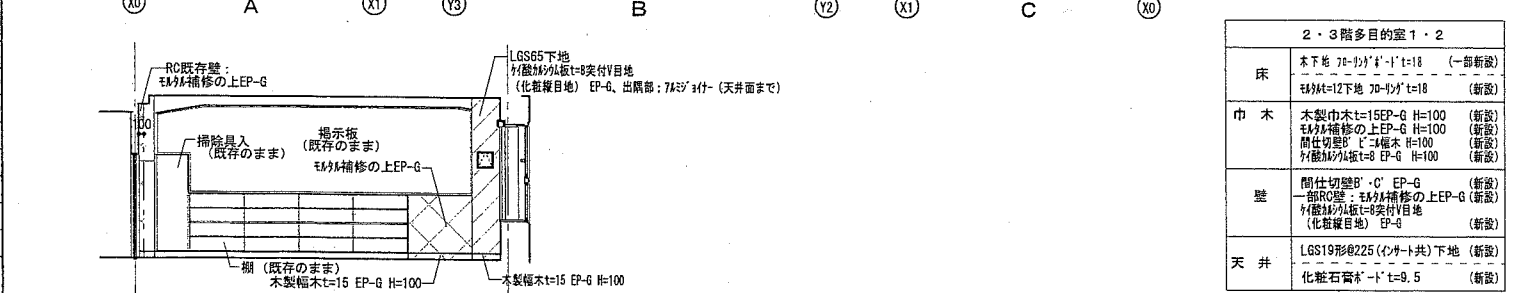 X0 A X1 Y3 B Y2 X1 C X0
RC既存壁：
ﾓﾙﾀﾙ補修の上EP-G
LGS65下地
ｹｲ酸ｶﾙｼｳﾑ板t=8突付V目地
(化粧縦目地) EP-G、出隅部：ｱﾙﾐｼﾞｮｲﾅｰ (天井面まで)
100
掃除具入
(既存のまま)
掲示板
(既存のまま)
ﾓﾙﾀﾙ補修の上EP-G
棚 (既存のまま)
木製幅木t=15 EP-G H=100
木製幅木t=15 EP-G H=100
2・3階多目的室1・2
床
木下地 ﾌﾛｰﾘﾝｸﾞﾎﾞｰﾄﾞt=18 (一部新設)
ﾓﾙﾀﾙt=12下地 ﾌﾛｰﾘﾝｸﾞt=18 (新設)
巾木
木製巾木t=15EP-G H=100 (新設)
ﾓﾙﾀﾙ補修の上EP-G H=100 (新設)
間仕切壁B' ﾋﾞﾆﾙ幅木 H=100 (新設)
ｹｲ酸ｶﾙｼｳﾑ板t=8 EP-G H=100 (新設)
壁
間仕切壁B'・C' EP-G (新設)
一部RC壁：ﾓﾙﾀﾙ補修の上EP-G (新設)
ｹｲ酸ｶﾙｼｳﾑ板t=8突付V目地
(化粧縦目地) EP-G (新設)
天井
LGS19形@225(ｲﾝｻｰﾄ共)下地 (新設)
化粧石膏ﾎﾞｰﾄﾞt=9.5 (新設)